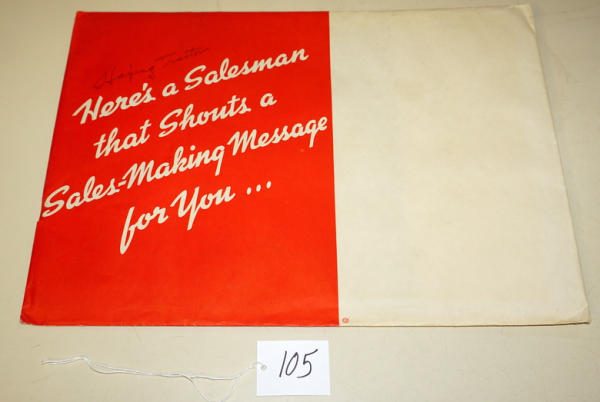 Here's a Salesman
that Shouts a
Sales-Making Message
for You ...
105